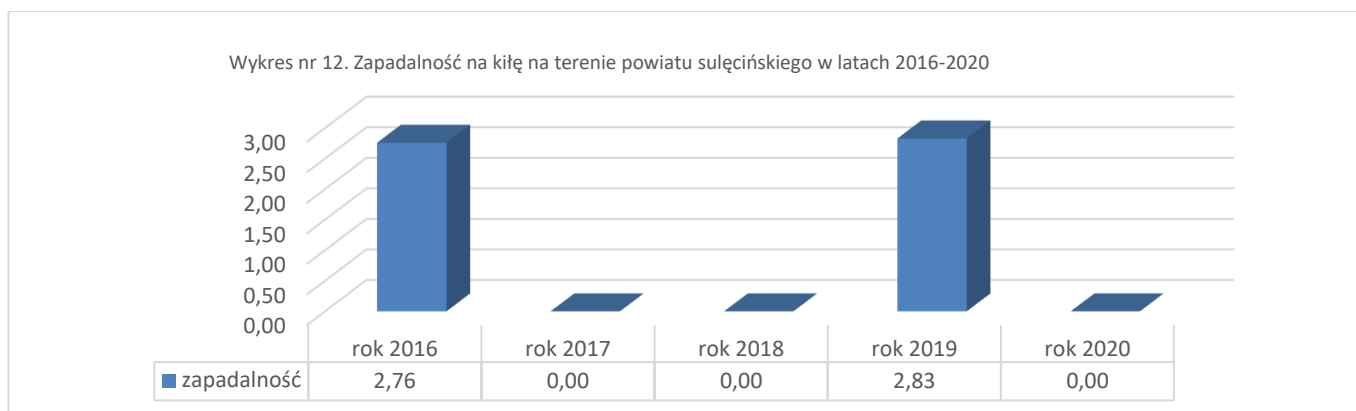 Wykres nr 12. Zapadalność na kiłę na terenie powiatu sulęcińskiego w latach 2016-2020
3,00
2,50
2,00
1,50
1,00
0,50
0,00
rok 2016 rok 2017 rok 2018 rok 2019 rok 2020
zapadalność 2,76 0,00 0,00 2,83 0,00